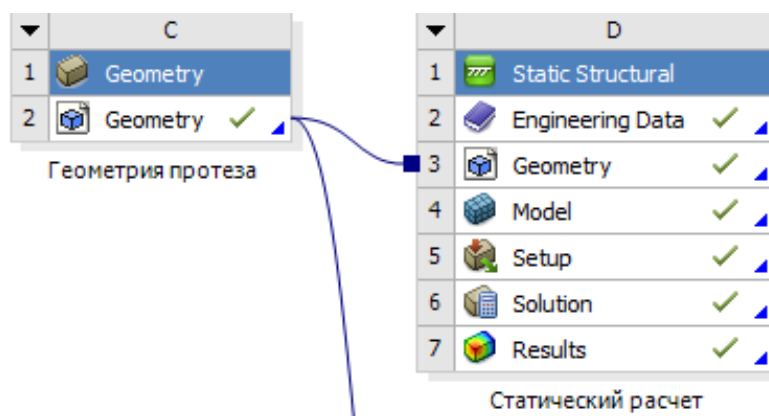 C
1 Geometry
2 Geometry
Геометрия протеза
D
1 Static Structural
2 Engineering Data
3 Geometry
4 Model
5 Setup
6 Solution
7 Results
Статический расчет